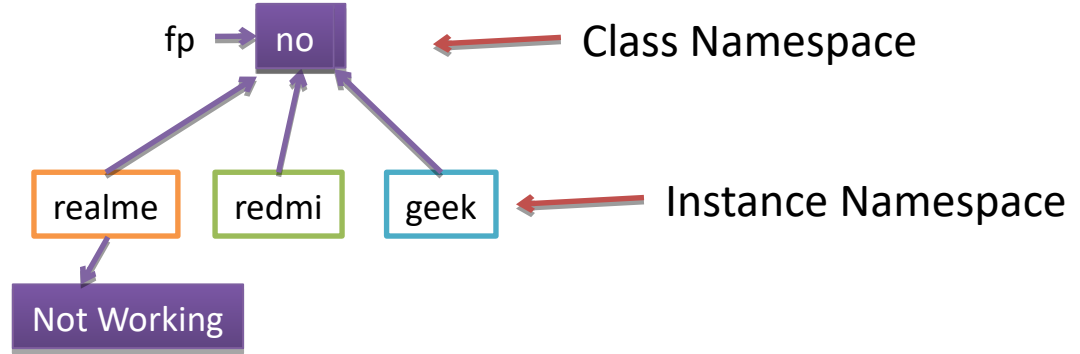 fp
no
Class Namespace
realme
redmi
geek
Instance Namespace
Not Working